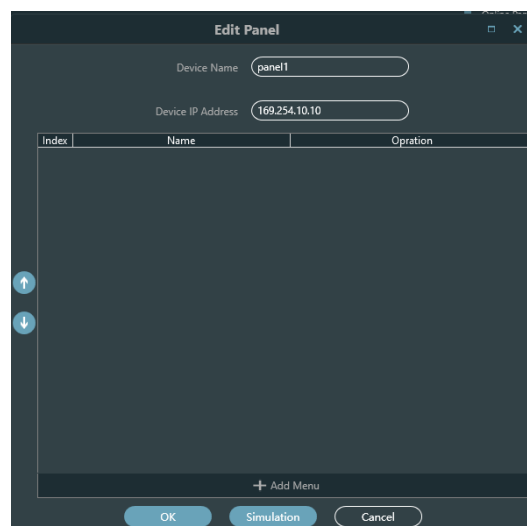 Edit Panel
Device Name panel1
Device IP Address 169.254.10.10
Index Name Opration
+ Add Menu
OK Simulation Cancel